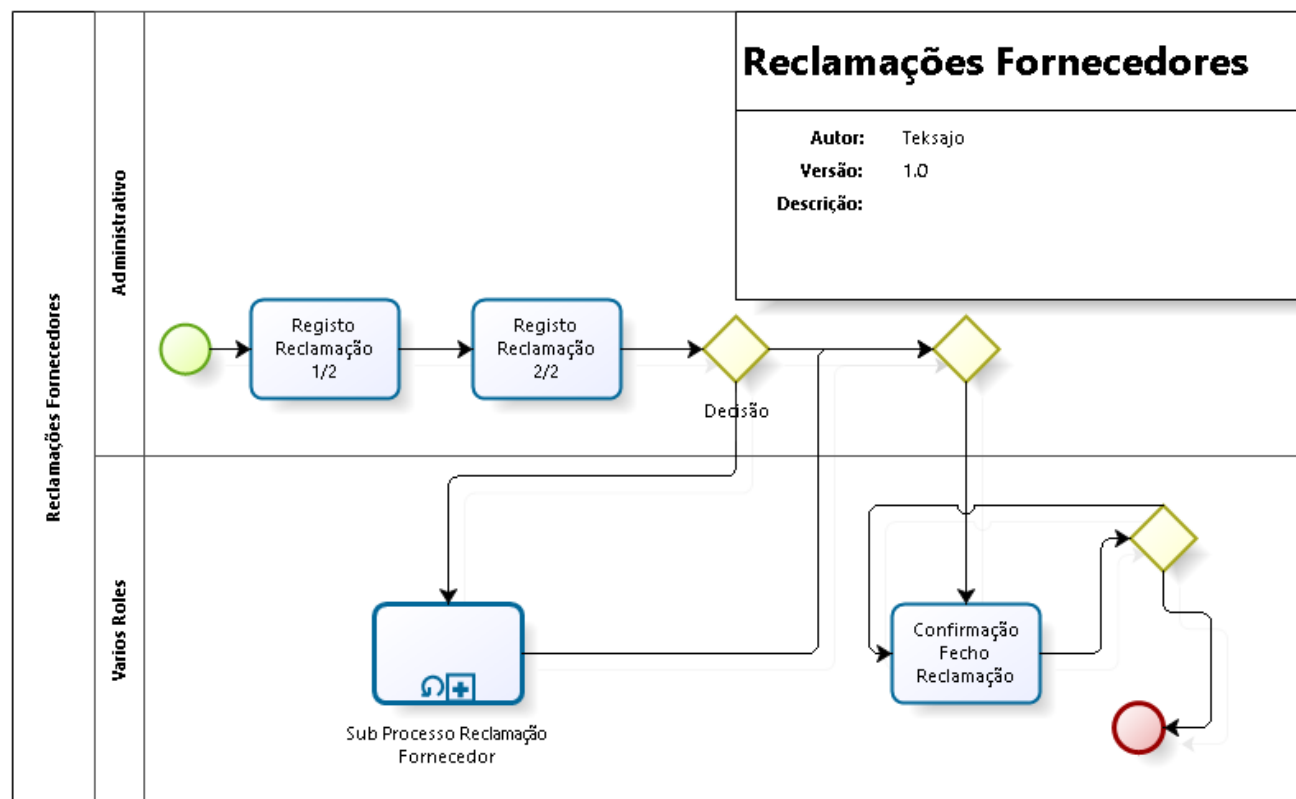 Reclamações Fornecedores
Autor: Teksajo
Versão: 1.0
Descrição:
Reclamações Fornecedores
Administrativo
Registo
Reclamação
1/2
Registo
Reclamação
2/2
Decisão
Varios Roles
Sub Processo Reclamação
Fornecedor
Confirmação
Fecho
Reclamação